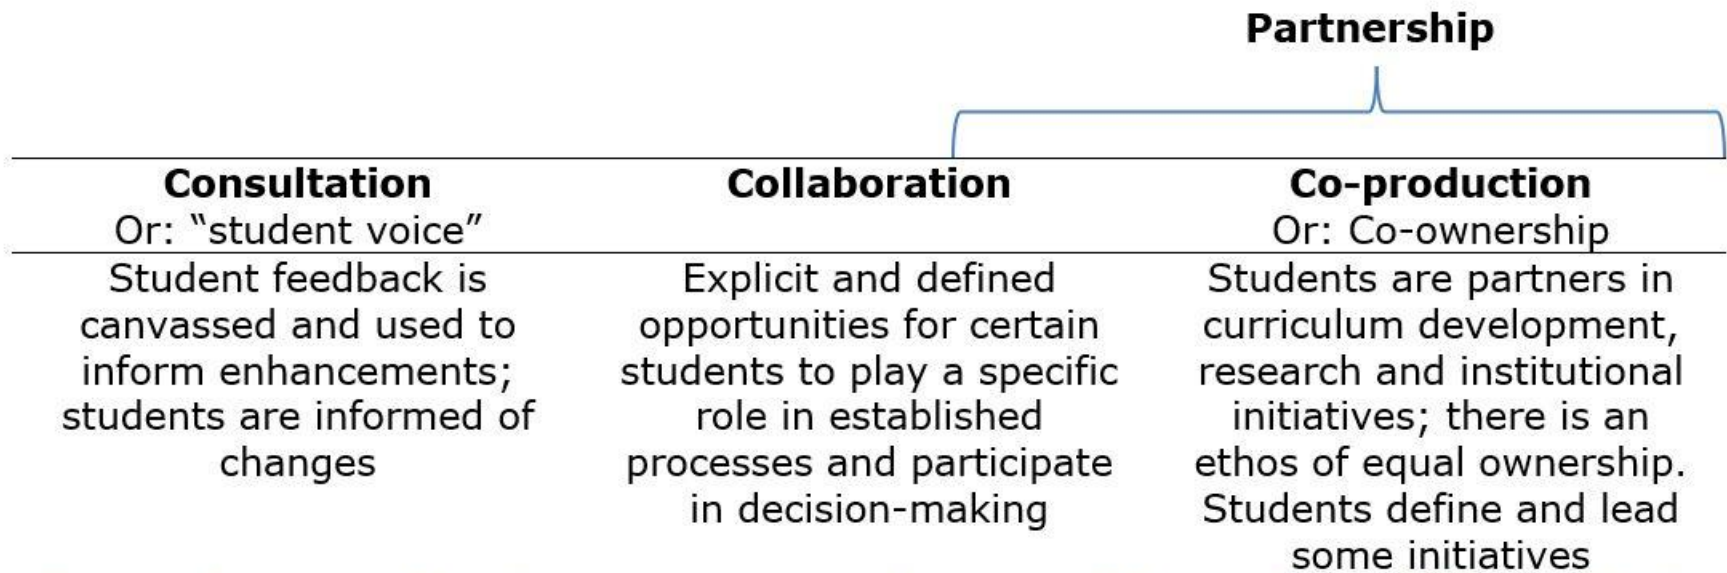 Partnership
Consultation
Or: “student voice”
Collaboration
Co-production
Or: Co-ownership
Student feedback is
canvassed and used to
inform enhancements;
students are informed of
changes
Explicit and defined
opportunities for certain
students to play a specific
role in established
processes and participate
in decision-making
Students are partners in
curriculum development,
research and institutional
initiatives; there is an
ethos of equal ownership.
Students define and lead
some initiatives